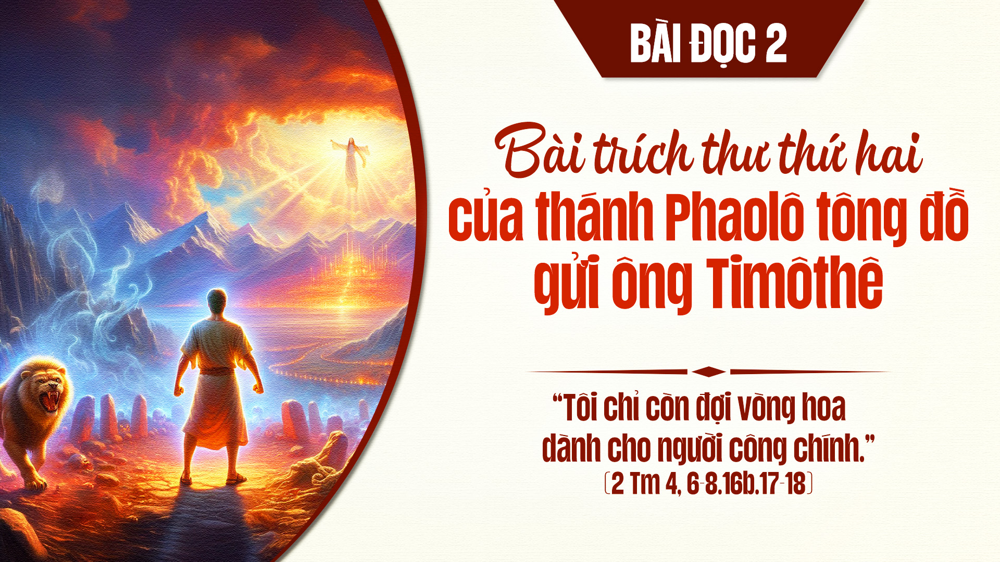 BÀI ĐỌC 2
Bài trích thư thứ hai
của thánh Phaolô tông đồ
gửi ông Timôthê
“Tôi chỉ còn đợi vòng hoa
dành cho người công chính.”
(2 Tm 4, 6-8.16b.17-18)